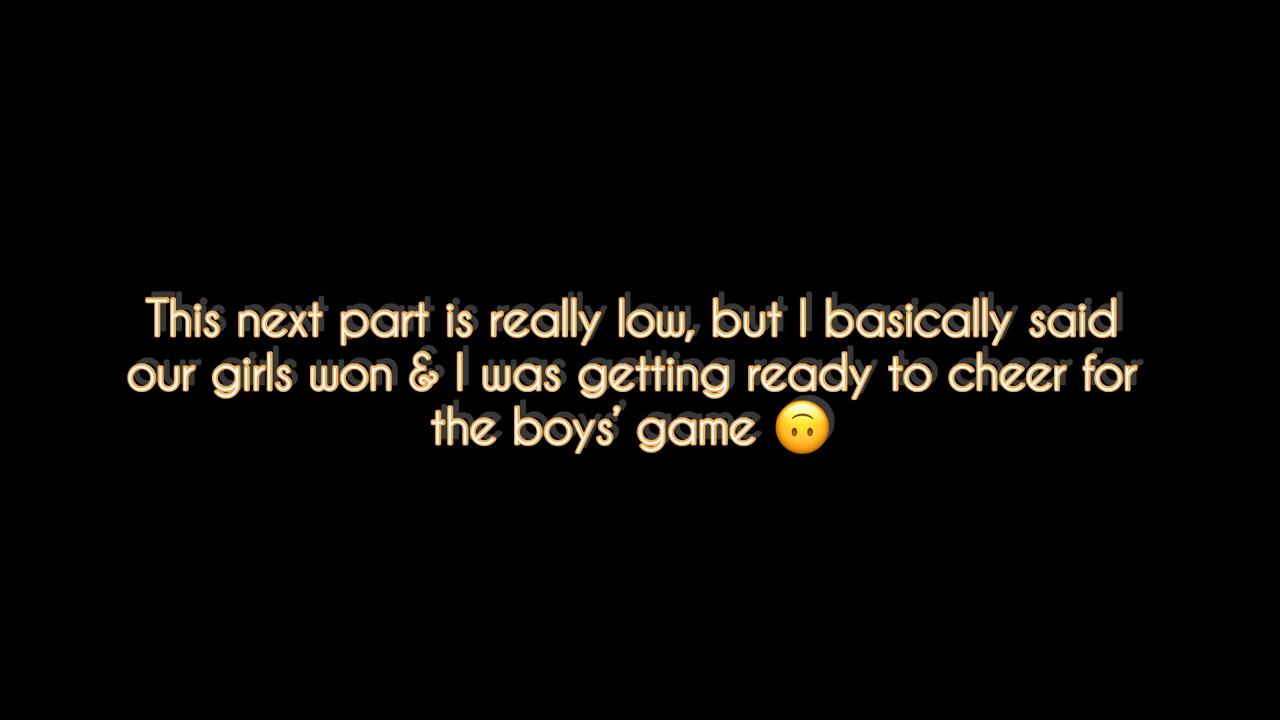 This next part is really low, but I basically said
our girls won & I was getting ready to cheer for
the boys’ game 🙃